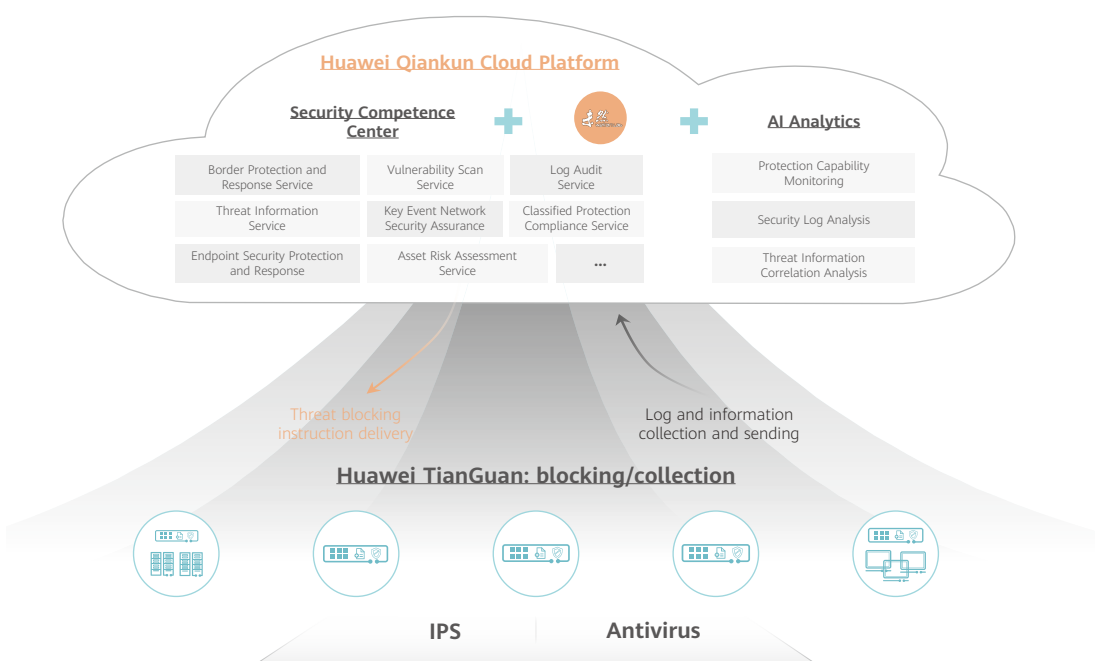 Huawei Qiankun Cloud Platform
Security Competence
Center
AI Analytics
Border Protection and
Response Service
Vulnerability Scan
Service
Log Audit
Service
Threat Information
Service
Key Event Network
Security Assurance
Classified Protection
Compliance Service
Endpoint Security Protection
and Response
Asset Risk Assessment
Service
...
Protection Capability
Monitoring
Security Log Analysis
Threat Information
Correlation Analysis
Threat blocking
instruction delivery
Log and information
collection and sending
Huawei TianGuan: blocking/collection
IPS
Antivirus